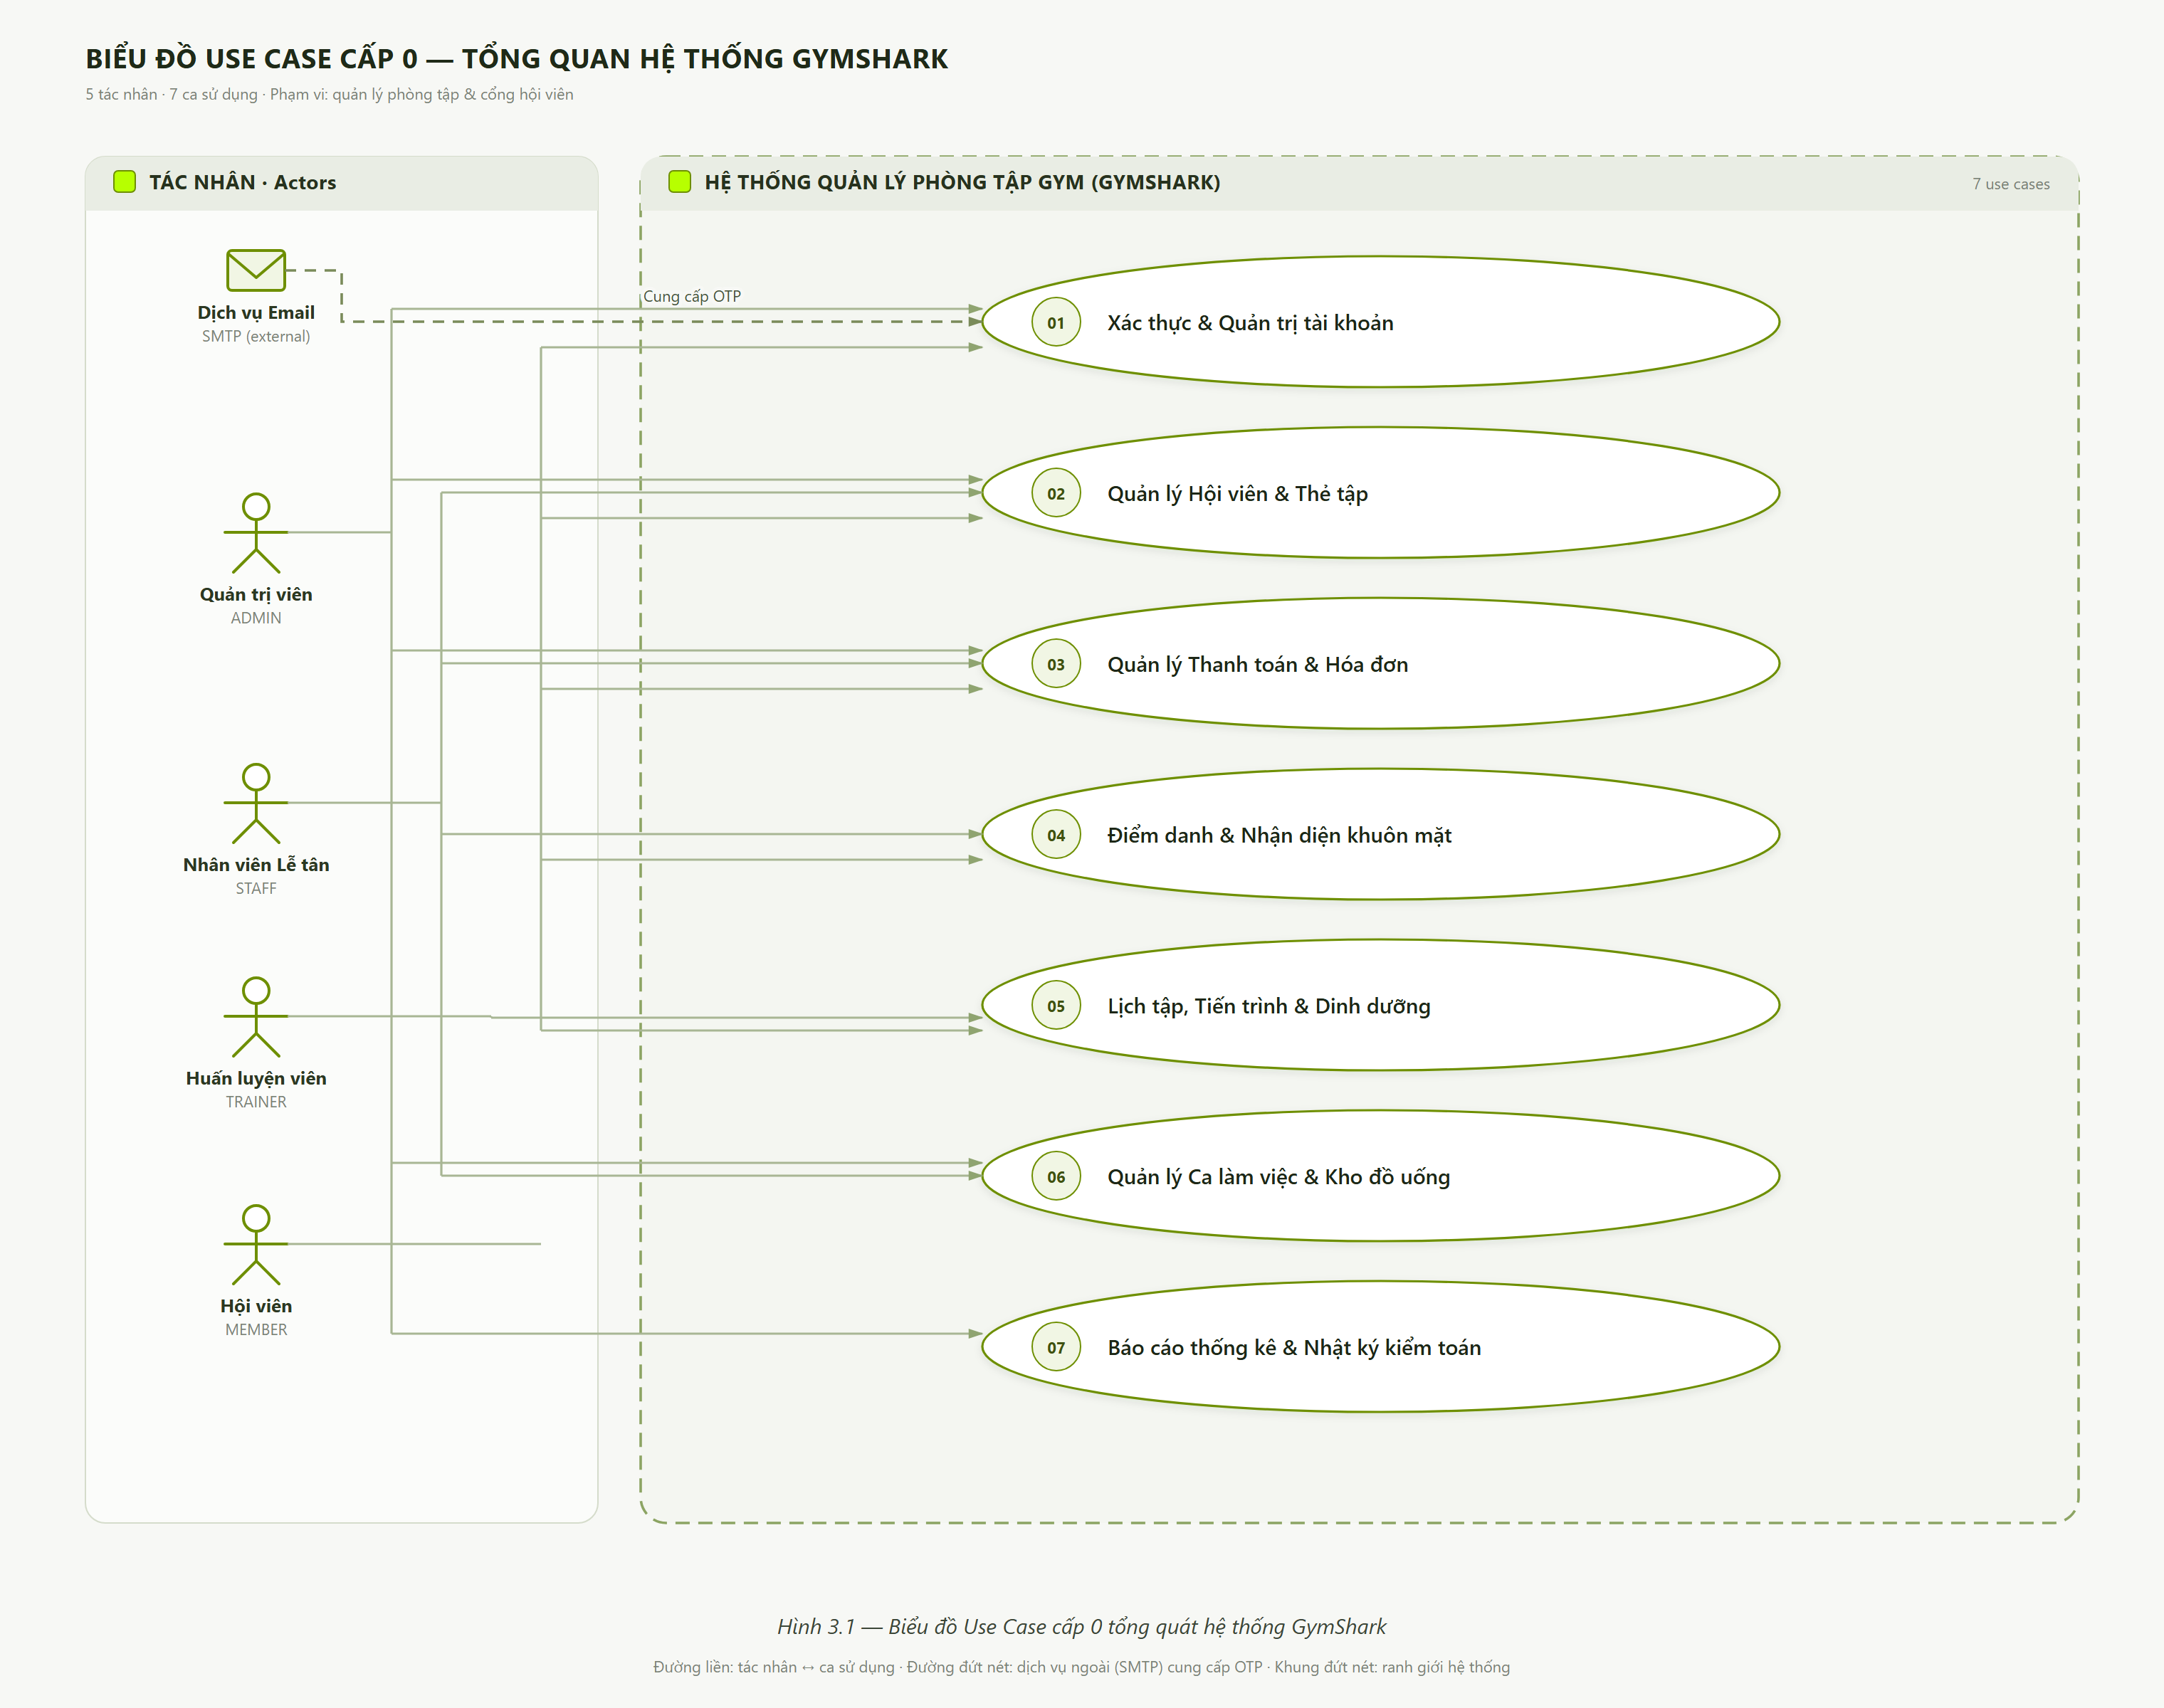 BIỂU ĐỒ USE CASE CẤP 0 — TỔNG QUAN HỆ THỐNG GYMSHARK
5 tác nhân · 7 ca sử dụng · Phạm vi: quản lý phòng tập & cổng hội viên
TÁC NHÂN · Actors
Dịch vụ Email
SMTP (external)
Quản trị viên
ADMIN
Nhân viên Lễ tân
STAFF
Huấn luyện viên
TRAINER
Hội viên
MEMBER
HỆ THỐNG QUẢN LÝ PHÒNG TẬP GYM (GYMSHARK)
7 use cases
Cung cấp OTP
01 Xác thực & Quản trị tài khoản
02 Quản lý Hội viên & Thẻ tập
03 Quản lý Thanh toán & Hóa đơn
04 Điểm danh & Nhận diện khuôn mặt
05 Lịch tập, Tiến trình & Dinh dưỡng
06 Quản lý Ca làm việc & Kho đồ uống
07 Báo cáo thống kê & Nhật ký kiểm toán
Hình 3.1 — Biểu đồ Use Case cấp 0 tổng quát hệ thống GymShark
Đường liền: tác nhân ↔ ca sử dụng · Đường đứt nét: dịch vụ ngoài (SMTP) cung cấp OTP · Khung đứt nét: ranh giới hệ thống